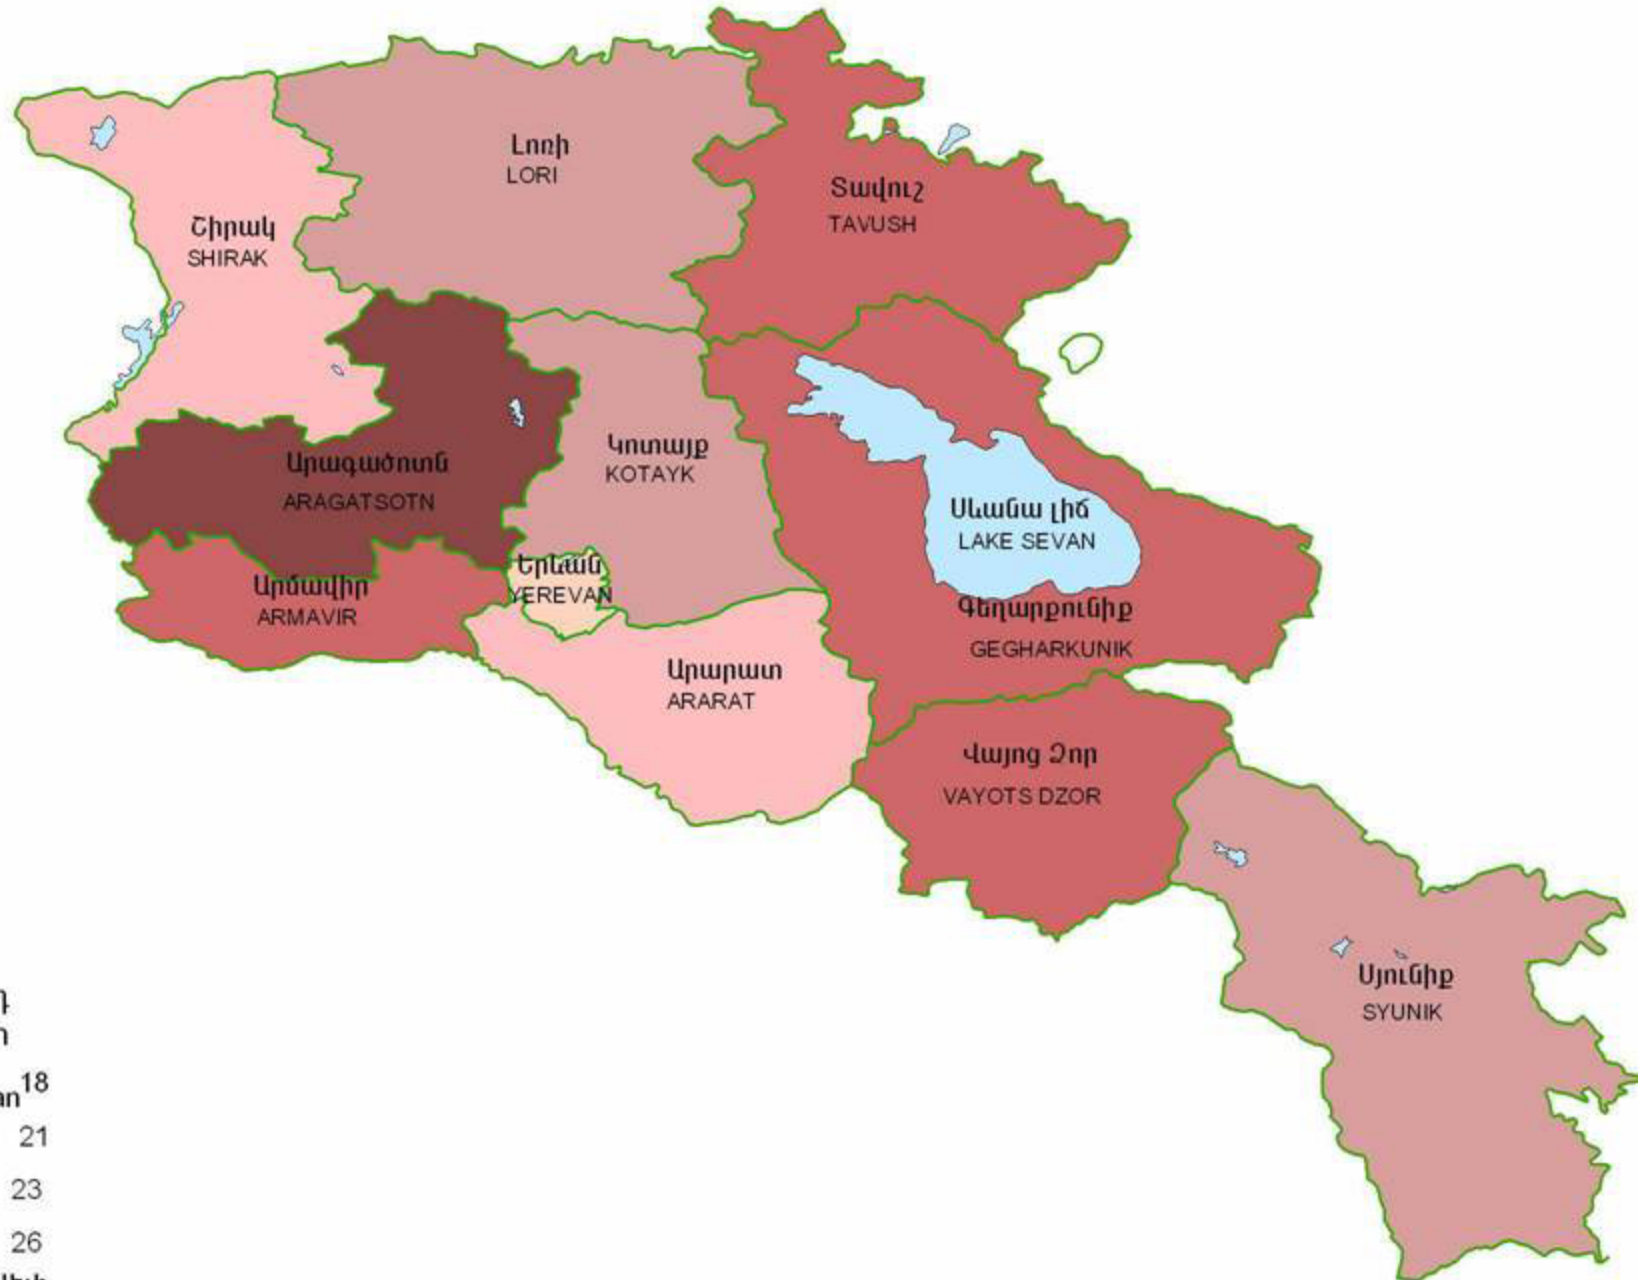 Լոռի
LORI
Տավուշ
TAVUSH
Շիրակ
SHIRAK
Կոտայք
KOTAYK
Արագածոտն
ARAGATSOTN
Սևանա լիճ
LAKE SEVAN
Երևան
YEREVAN
Արմավիր
ARMAVIR
Գեղարքունիք
GEGHARKUNIK
Արարատ
ARARAT
Վայոց Ձոր
VAYOTS DZOR
Սյունիք
SYUNIK
18
21
23
26